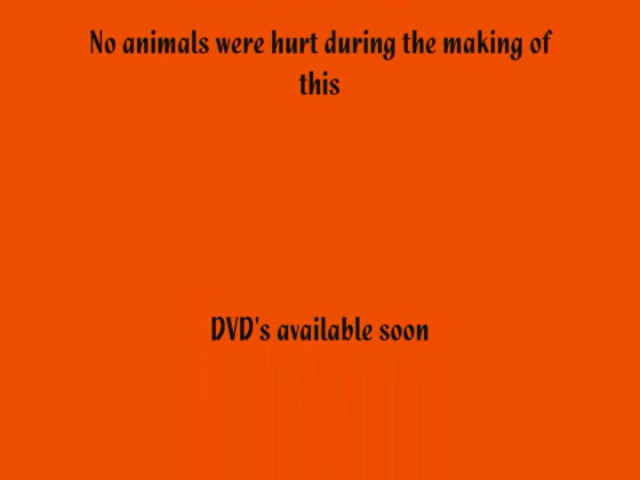 No animals were hurt during the making of
this
DVD's available soon